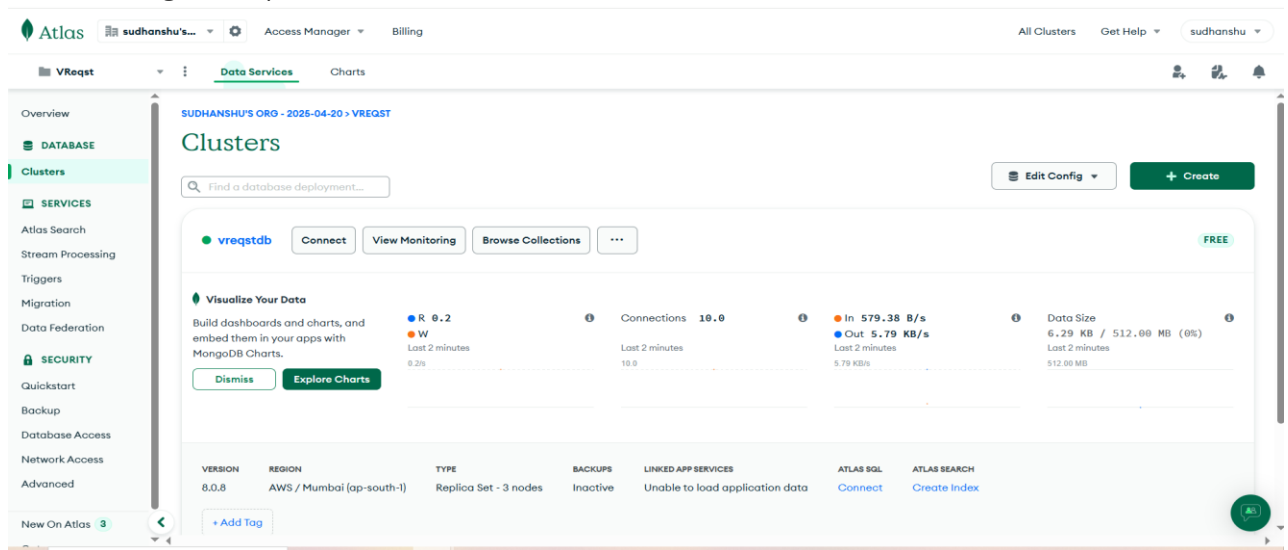 Atlas sudhanshu's... Access Manager Billing All Clusters Get Help sudhanshu
VReqst Data Services Charts
Overview
DATABASE
Clusters
SERVICES
Atlas Search
Stream Processing
Triggers
Migration
Data Federation
SECURITY
Quickstart
Backup
Database Access
Network Access
Advanced
New On Atlas 3
SUDHANSHU'S ORG - 2025-04-20 > VREQST
Clusters
Find a database deployment...
Edit Config + Create
vreqstdb Connect View Monitoring Browse Collections ... FREE
Visualize Your Data
Build dashboards and charts, and
embed them in your apps with
MongoDB Charts.
Dismiss Explore Charts
R 0.2
W
Last 2 minutes
0.2/s
Connections 10.0
Last 2 minutes
10.0
In 579.38 B/s
Out 5.79 KB/s
Last 2 minutes
5.79 KB/s
Data Size
6.29 KB / 512.00 MB (0%)
Last 2 minutes
512.00 MB
VERSION REGION TYPE BACKUPS LINKED APP SERVICES ATLAS SQL ATLAS SEARCH
8.0.8 AWS / Mumbai (ap-south-1) Replica Set - 3 nodes Inactive Unable to load application data Connect Create Index
+ Add Tag